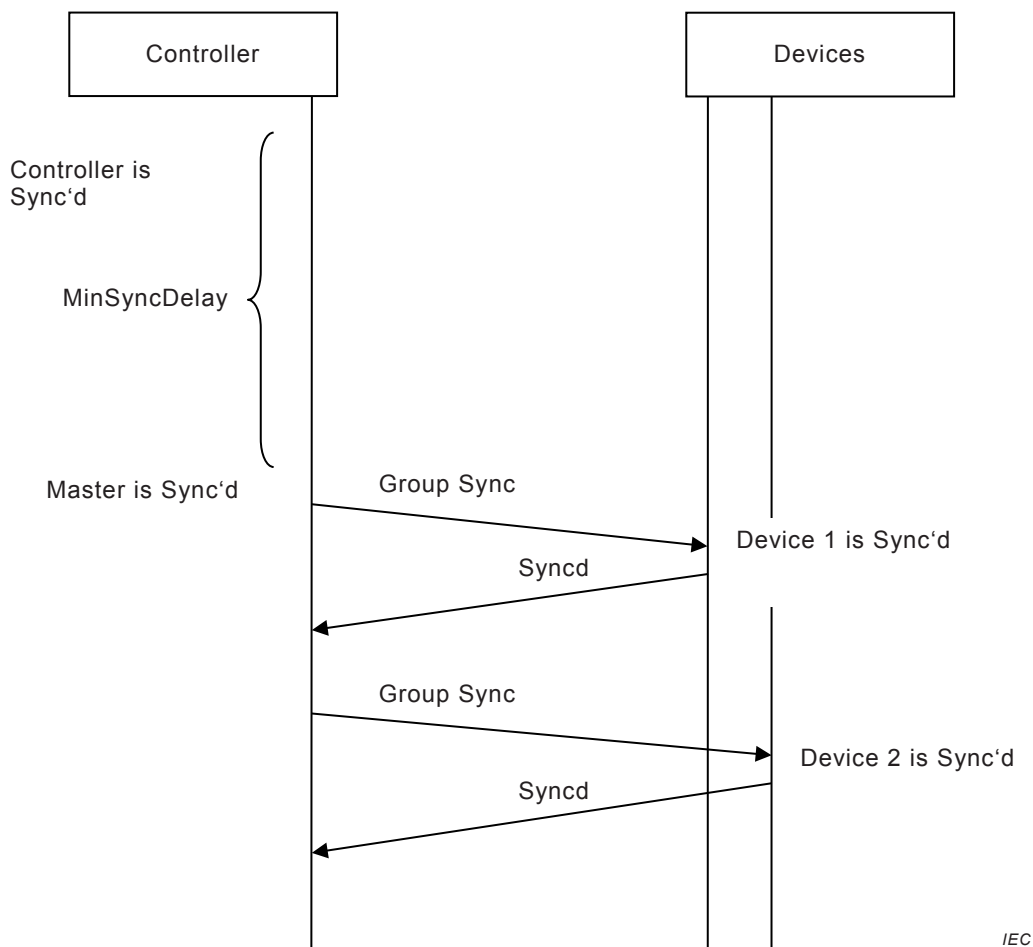 Controller
Devices
Controller is
Sync‘d
MinSyncDelay
Master is Sync‘d
Group Sync
Device 1 is Sync‘d
Syncd
Group Sync
Device 2 is Sync‘d
Syncd
IEC